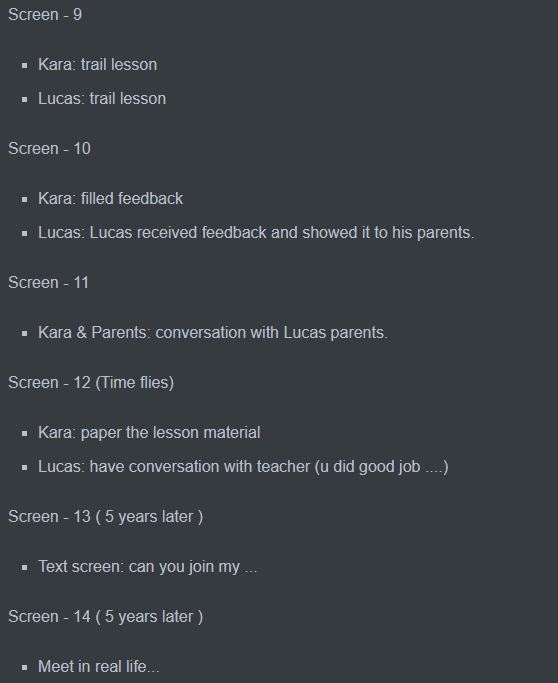 Screen - 9
Kara: trail lesson
Lucas: trail lesson
Screen - 10
Kara: filled feedback
Lucas: Lucas received feedback and showed it to his parents.
Screen - 11
Kara & Parents: conversation with Lucas parents.
Screen - 12 (Time flies)
Kara: paper the lesson material
Lucas: have conversation with teacher (u did good job ....)
Screen - 13 ( 5 years later )
Text screen: can you join my ...
Screen - 14 ( 5 years later )
Meet in real life...